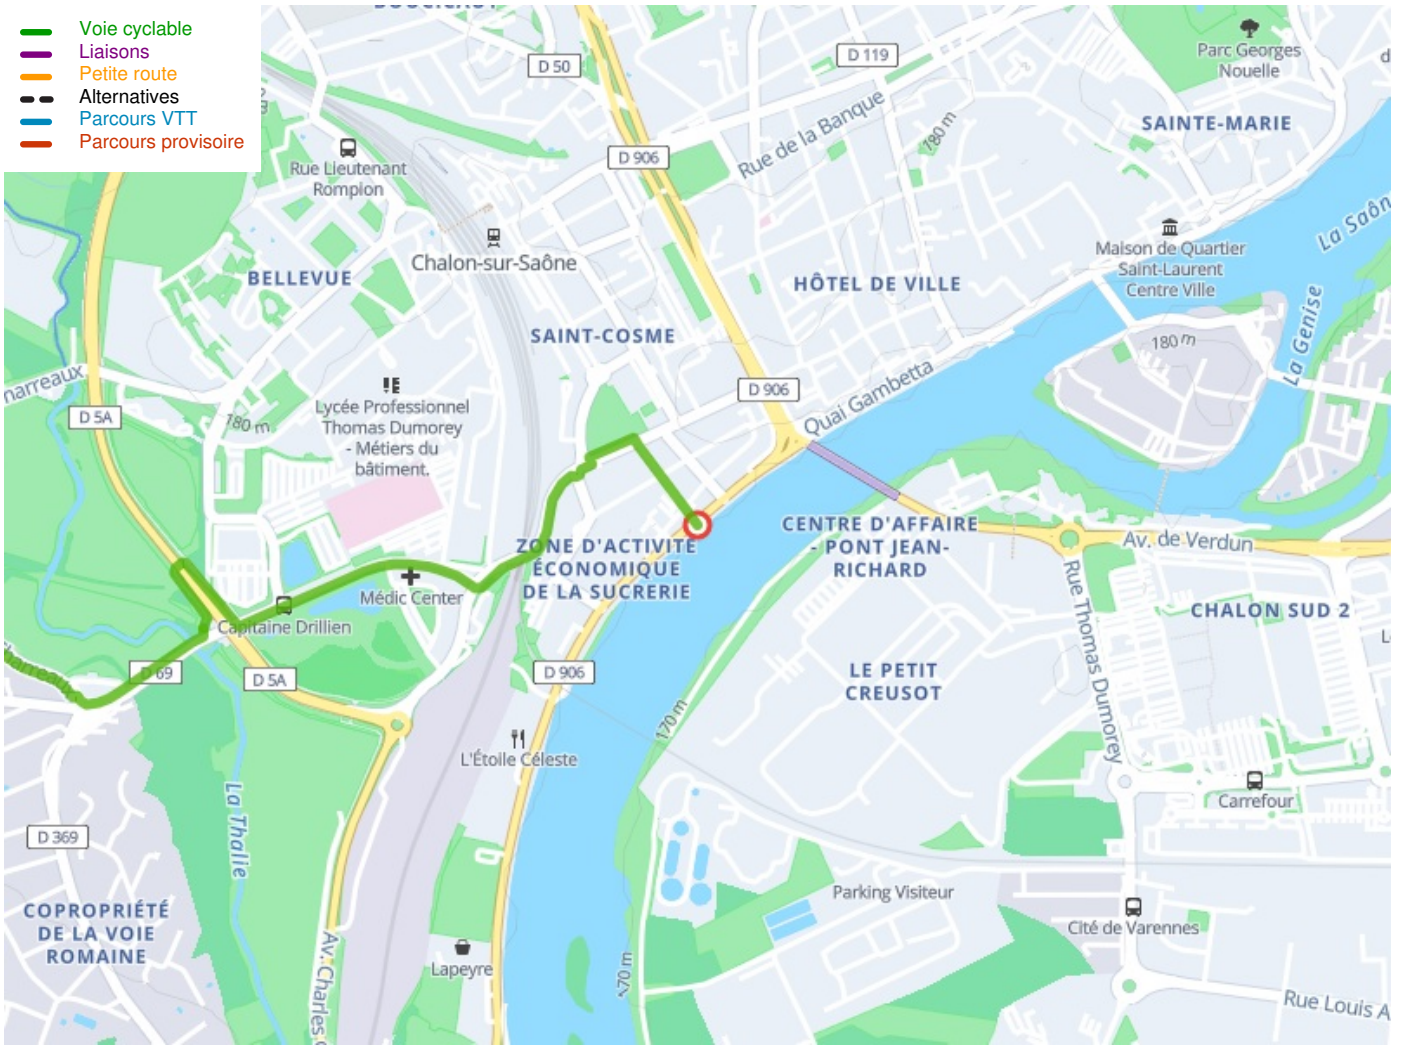 Voie cyclable
Liaisons
Petite route
Alternatives
Parcours VTT
Parcours provisoire
D 50
D 119
Parc Georges
Nouelle
D 906
Rue de la Banque
180 m
SAINTE-MARIE
Rue Lieutenant
Rompion
La Saôn
Chalon-sur-Saône
BELLEVUE
HÔTEL DE VILLE
Maison de Quartier
Saint-Laurent
Centre Ville
La Genise
SAINT-COSME
180 m
D 906
Quai Gambetta
harreaux
D 5A
180 m
Lycée Professionnel
Thomas Dumorey
- Métiers du
bâtiment.
CENTRE D'AFFAIRE
- PONT JEAN-
RICHARD
Av. de Verdun
ZONE D'ACTIVITÉ
ÉCONOMIQUE
DE LA SUCRERIE
Médic Center
Capitaine Drillien
Rue Thomas Dumorey
CHALON SUD 2
Charreaux
D 69
D 5A
D 906
LE PETIT
CREUSOT
170 m
L'Étoile Céleste
La Thalie
Carrefour
D 369
Parking Visiteur
COPROPRIÉTÉ
DE LA VOIE
ROMAINE
Cité de Varennes
Av. Charles
Lapeyre
170 m
Rue Louis A